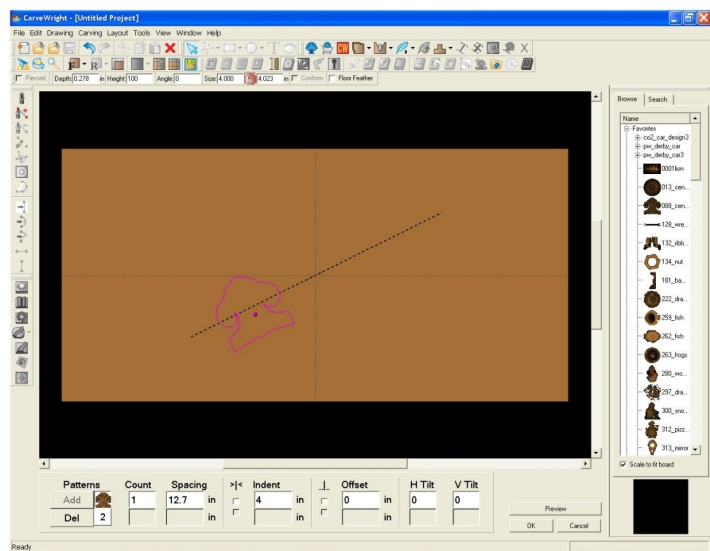 CarveWright - [Untitled Project]
File Edit Drawing Carving Layout Tools View Window Help
Pierced Depth: 0.278 in Height 100 Angle: 0 Size: 4.000 4.023 in Conform Floor Feather
Browse Search
Name
Favorites
co2_car_design3
pw_derby_car
pw_derby_car3
0001lion
013_cen...
088_cen...
128_wre...
132_ribb...
134_nut
181_ba...
222_dra...
259_fish
262_fish
263_frogs
280_wo...
297_dra...
300_sno...
312_pizz...
313_mirror
Scale to fit board
Patterns Count Spacing >|< Indent _|_ Offset H Tilt V Tilt
Add 1 12.7 in 4 in 0 in 0 0
Del 2 in in in
Preview
OK Cancel
Ready